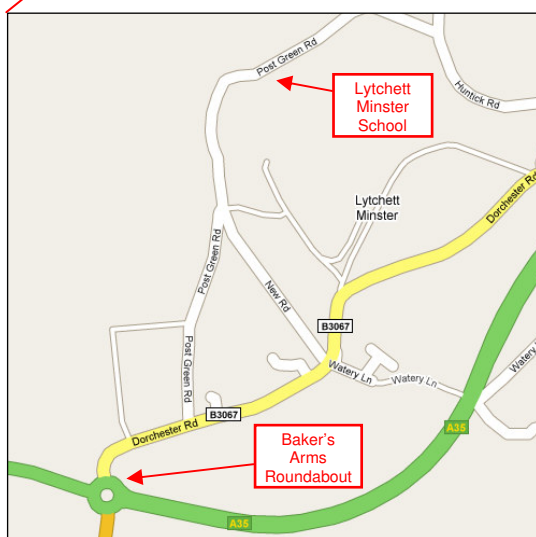 Post Green Rd
Lytchett
Minster
School
Huntick Rd
Lytchett
Minster
Dorchester Rd
Post Green Rd
New Rd
B3067
Post Green Rd
Watery Ln
Watery Ln
Watery
B3067
Dorchester Rd
A35
Baker's
Arms
Roundabout
A35